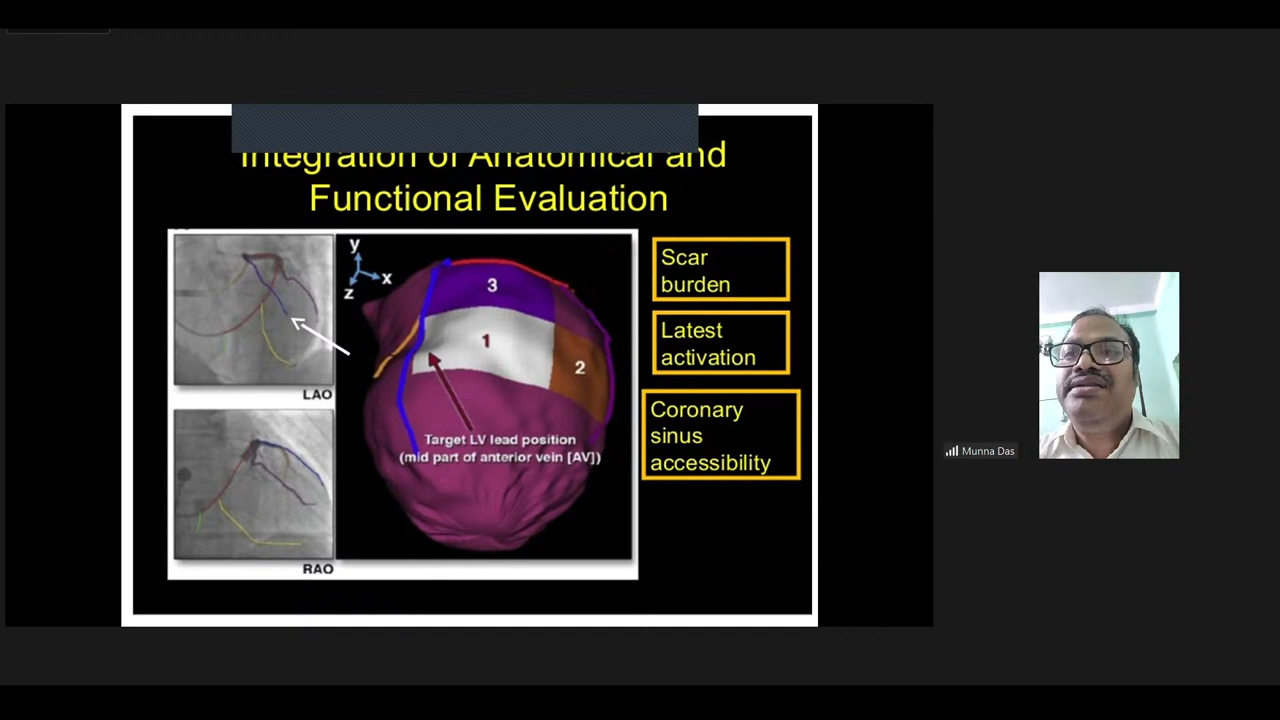 Integration of Anatomical and
Functional Evaluation
y
x
z
3
1
2
LAO
Target LV lead position
(mid part of anterior vein [AV])
RAO
Scar
burden
Latest
activation
Coronary
sinus
accessibility
Munna Das